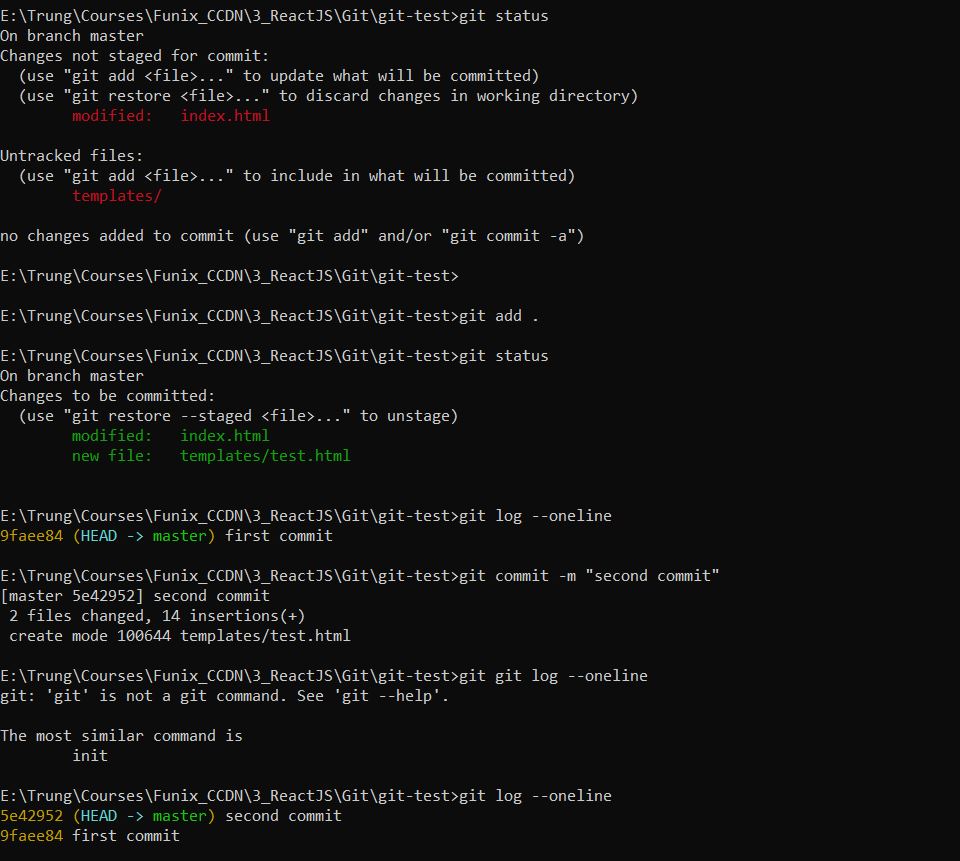 E:\Trung\Courses\Funix_CCDN\3_ReactJS\Git\git-test>git status
On branch master
Changes not staged for commit:
  (use "git add <file>..." to update what will be committed)
  (use "git restore <file>..." to discard changes in working directory)
        modified:   index.html

Untracked files:
  (use "git add <file>..." to include in what will be committed)
        templates/

no changes added to commit (use "git add" and/or "git commit -a")

E:\Trung\Courses\Funix_CCDN\3_ReactJS\Git\git-test>

E:\Trung\Courses\Funix_CCDN\3_ReactJS\Git\git-test>git add .

E:\Trung\Courses\Funix_CCDN\3_ReactJS\Git\git-test>git status
On branch master
Changes to be committed:
  (use "git restore --staged <file>..." to unstage)
        modified:   index.html
        new file:   templates/test.html


E:\Trung\Courses\Funix_CCDN\3_ReactJS\Git\git-test>git log --oneline
9faee84 (HEAD -> master) first commit

E:\Trung\Courses\Funix_CCDN\3_ReactJS\Git\git-test>git commit -m "second commit"
[master 5e42952] second commit
 2 files changed, 14 insertions(+)
 create mode 100644 templates/test.html

E:\Trung\Courses\Funix_CCDN\3_ReactJS\Git\git-test>git git log --oneline
git: 'git' is not a git command. See 'git --help'.

The most similar command is
        init

E:\Trung\Courses\Funix_CCDN\3_ReactJS\Git\git-test>git log --oneline
5e42952 (HEAD -> master) second commit
9faee84 first commit